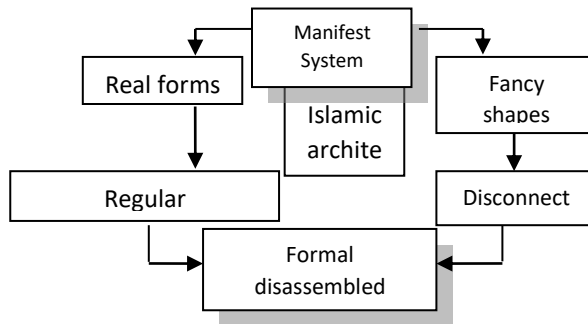 Manifest
System
Real forms
Fancy
shapes
Islamic
archite
Regular
Disconnect
Formal
disassembled